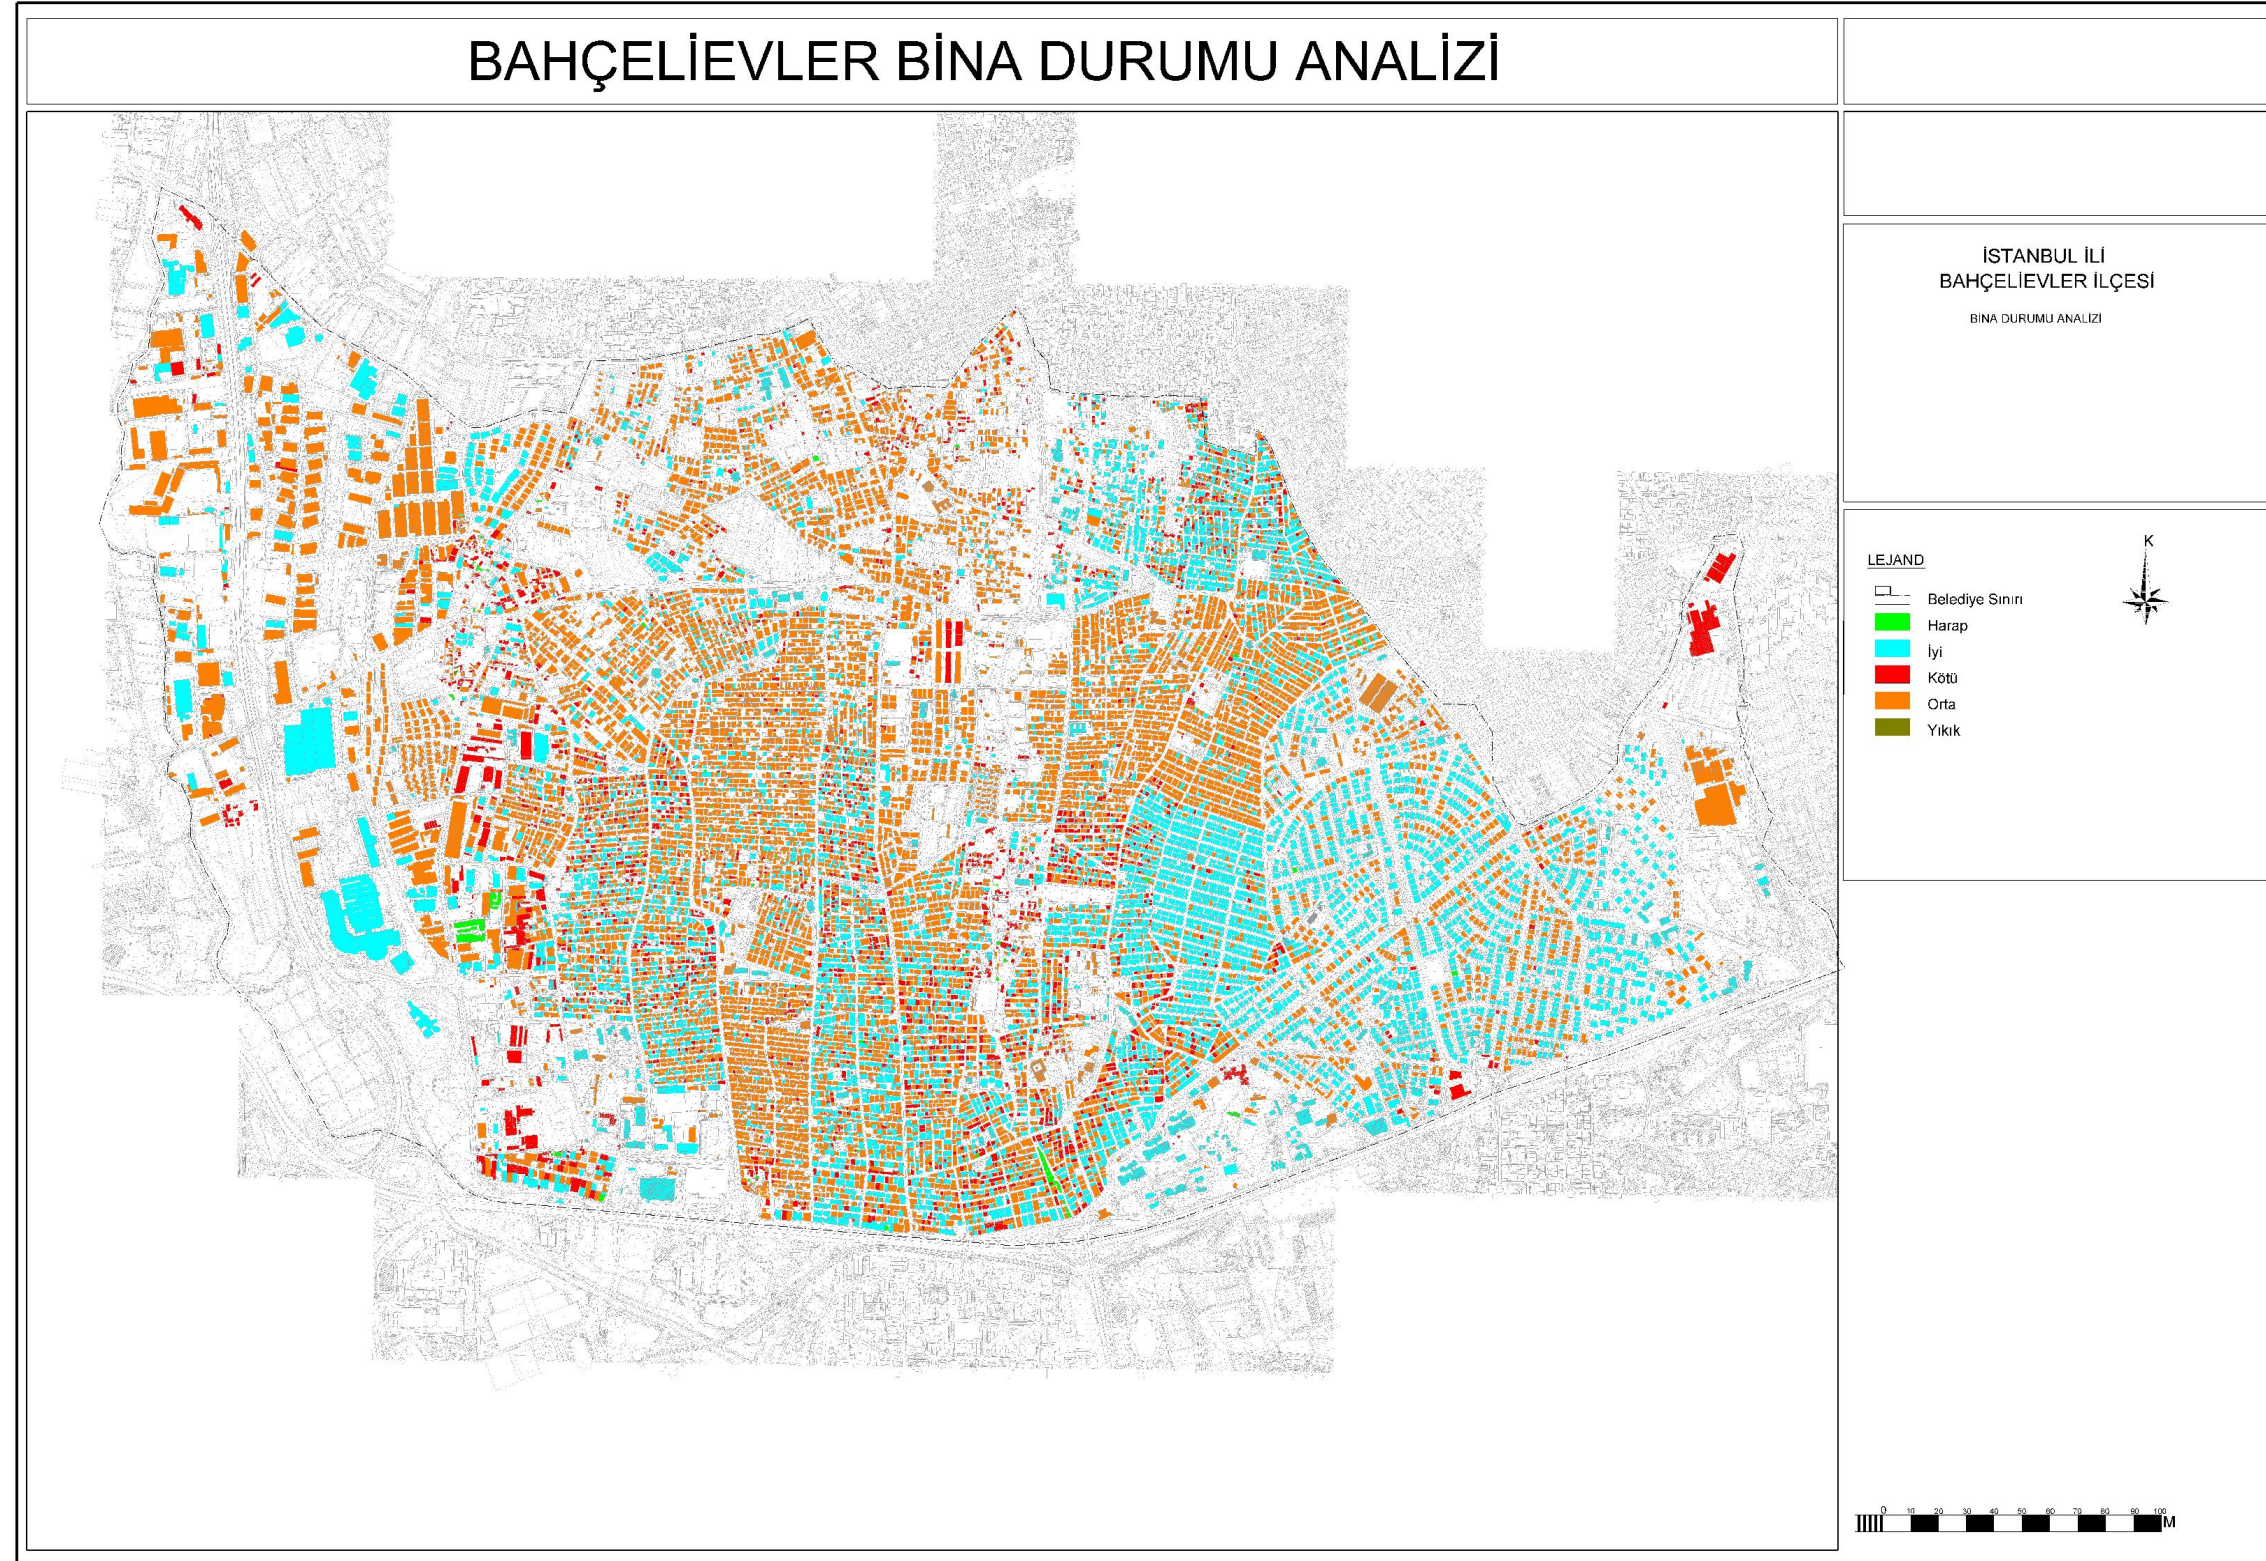 BAHÇELİEVLER BİNA DURUMU ANALİZİ
İSTANBUL İLİ
BAHÇELİEVLER İLÇESİ
BİNA DURUMU ANALİZİ
LEJAND
K
Belediye Sınırı
Harap
İyi
Kötü
Orta
Yıkık
0 10 20 30 40 50 60 70 80 90 100
M